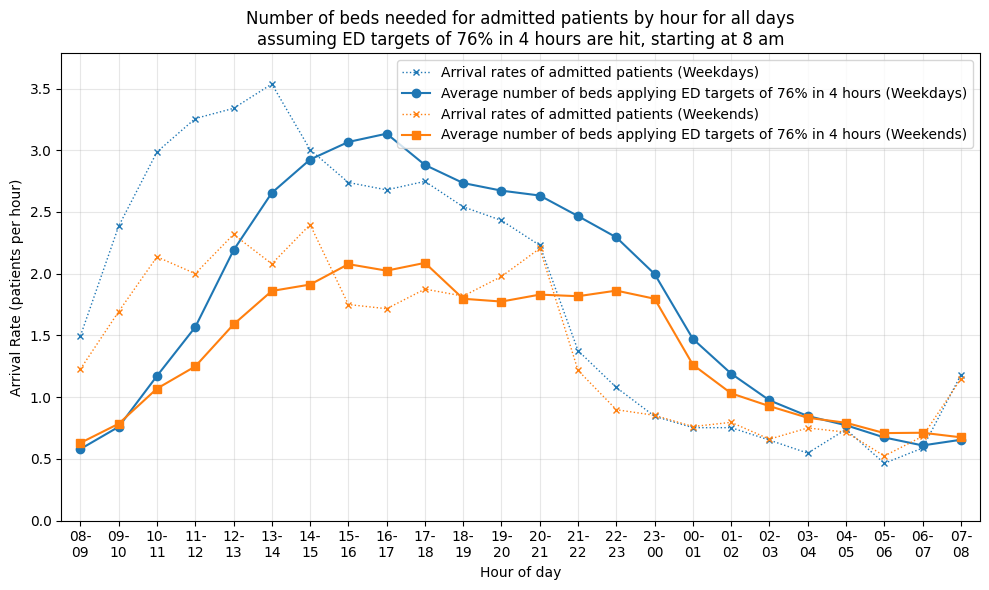 Number of beds needed for admitted patients by hour for all days
assuming ED targets of 76% in 4 hours are hit, starting at 8 am
Arrival rates of admitted patients (Weekdays)
Average number of beds applying ED targets of 76% in 4 hours (Weekdays)
Arrival rates of admitted patients (Weekends)
Average number of beds applying ED targets of 76% in 4 hours (Weekends)
Arrival Rate (patients per hour)
3.5
3.0
2.5
2.0
1.5
1.0
0.5
0.0
08- 09- 10- 11- 12- 13- 14- 15- 16- 17- 18- 19- 20- 21- 22- 23- 00- 01- 02- 03- 04- 05- 06- 07-
09 10 11 12 13 14 15 16 17 18 19 20 21 22 23 00 01 02 03 04 05 06 07 08
Hour of day